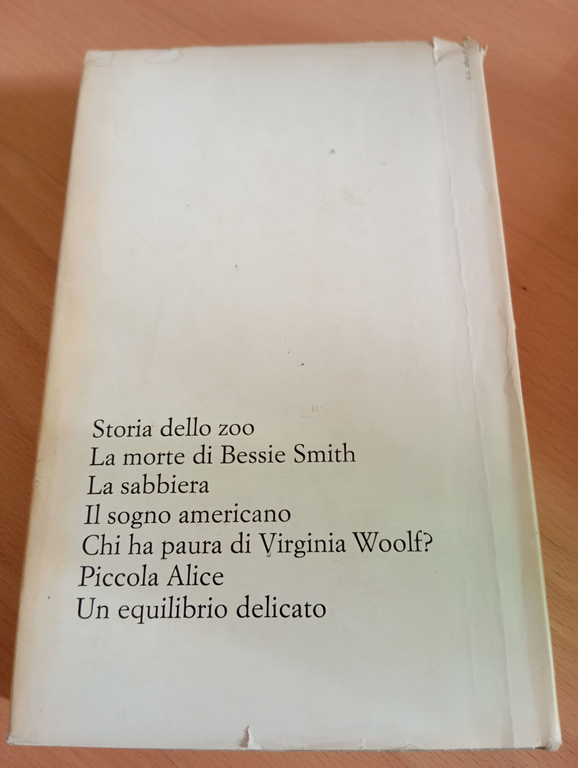 Storia dello zoo
La morte di Bessie Smith
La sabbiera
Il sogno americano
Chi ha paura di Virginia Woolf?
Piccola Alice
Un equilibrio delicato